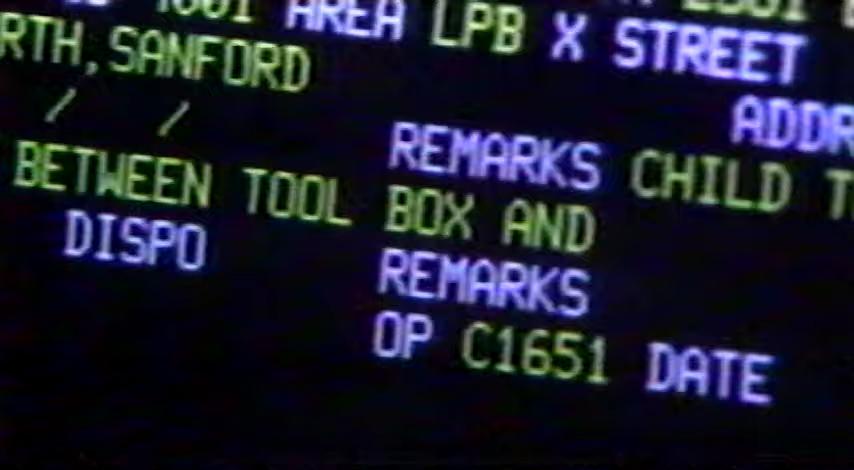 AREA LPB X STREET
RTH,SANFORD
/ / ADDR
REMARKS CHILD T
BETWEEN TOOL BOX AND
DISPO REMARKS
OP C1651 DATE